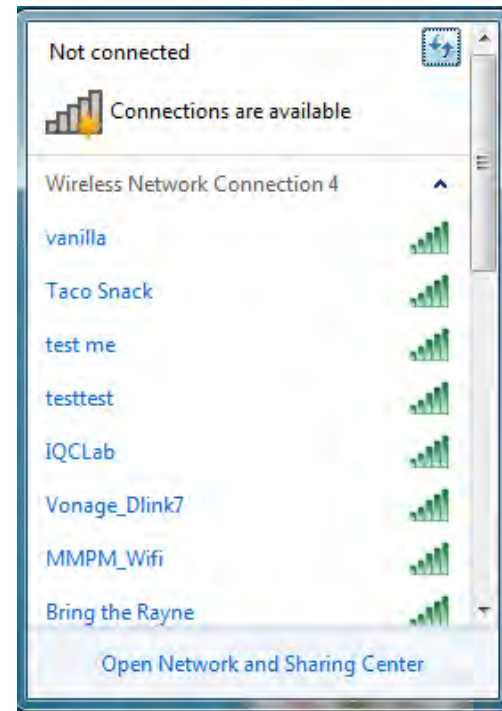 Not connected
Connections are available
Wireless Network Connection 4
vanilla
Taco Snack
test me
testtest
IQCLab
Vonage_Dlink7
MMPM_Wifi
Bring the Rayne
Open Network and Sharing Center